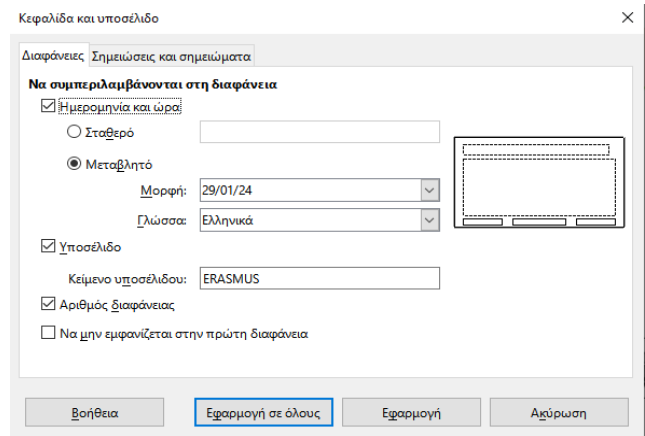 Κεφαλίδα και υποσέλιδο
Διαφάνειες Σημειώσεις και σημειώματα
Να συμπεριλαμβάνονται στη διαφάνεια
Ημερομηνία και ώρα
Σταθερό
Μεταβλητό
Μορφή: 29/01/24
Γλώσσα: Ελληνικά
Υποσέλιδο
Κείμενο υποσέλιδου: ERASMUS
Αριθμός διαφάνειας
Να μην εμφανίζεται στην πρώτη διαφάνεια
Βοήθεια Εφαρμογή σε όλους Εφαρμογή Ακύρωση